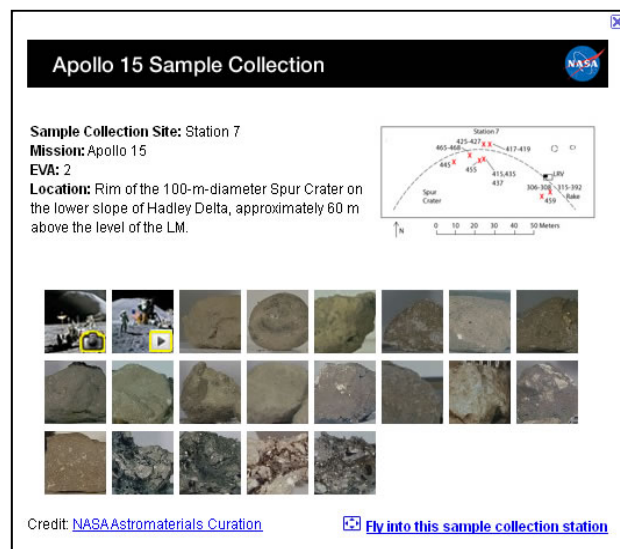 Apollo 15 Sample Collection
NASA
Sample Collection Site: Station 7
Mission: Apollo 15
EVA: 2
Location: Rim of the 100-m-diameter Spur Crater on
the lower slope of Hadley Delta, approximately 60 m
above the level of the LM.
Station 7
425-427
417-419
465-468
445
455
415,435
437
LRV
306-308
315-392
Rake
459
Spur
Crater
N
0 10 20 30 40 50 Meters
Credit: NASA Astromaterials Curation
Fly into this sample collection station